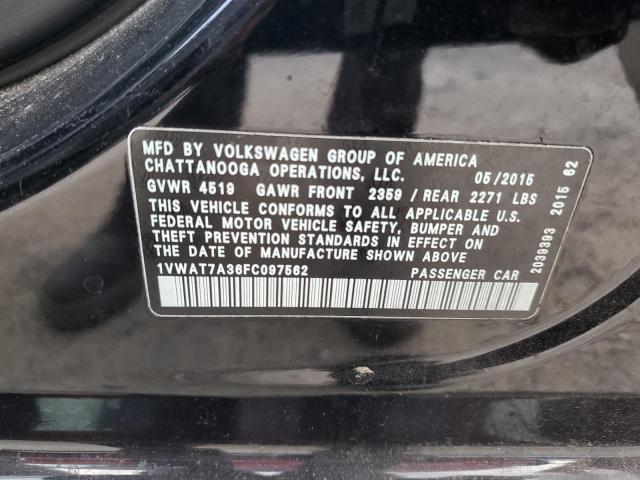 MFD BY VOLKSWAGEN GROUP OF AMERICA
CHATTANOOGA OPERATIONS, LLC. 05/2015
GVWR 4519 GAWR FRONT 2359 / REAR 2271 LBS
THIS VEHICLE CONFORMS TO ALL APPLICABLE U.S.
FEDERAL MOTOR VEHICLE SAFETY, BUMPER AND
THEFT PREVENTION STANDARDS IN EFFECT ON
THE DATE OF MANUFACTURE SHOWN ABOVE
1VWAT7A36FC097562 PASSENGER CAR
2039393 2015 62